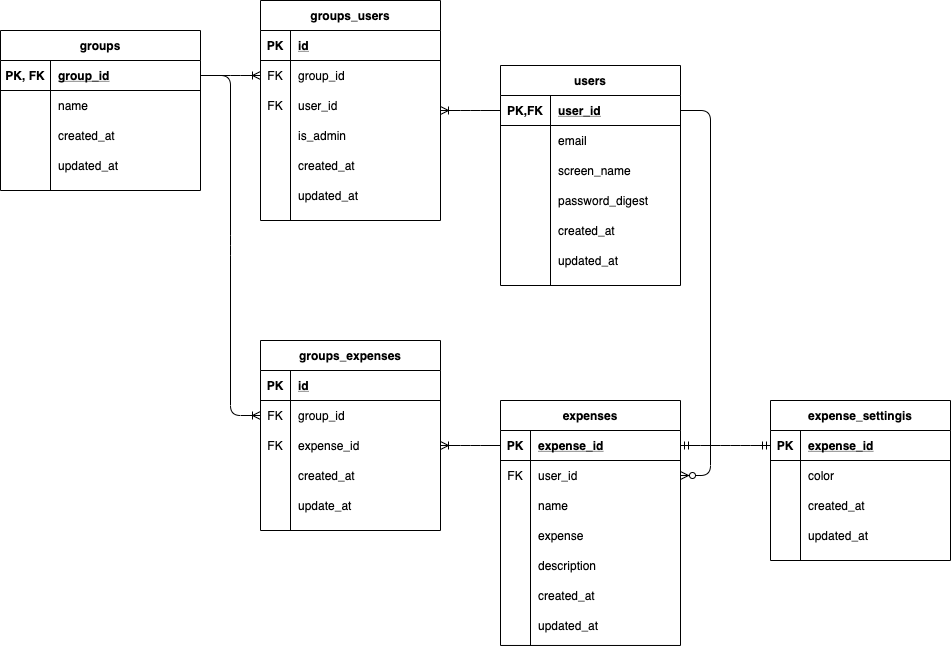 groups
PK, FK group_id
name
created_at
updated_at
groups_users
PK id
FK group_id
FK user_id
is_admin
created_at
updated_at
users
PK,FK user_id
email
screen_name
password_digest
created_at
updated_at
groups_expenses
PK id
FK group_id
FK expense_id
created_at
update_at
expenses
PK expense_id
FK user_id
name
expense
description
created_at
updated_at
expense_settingis
PK expense_id
color
created_at
updated_at